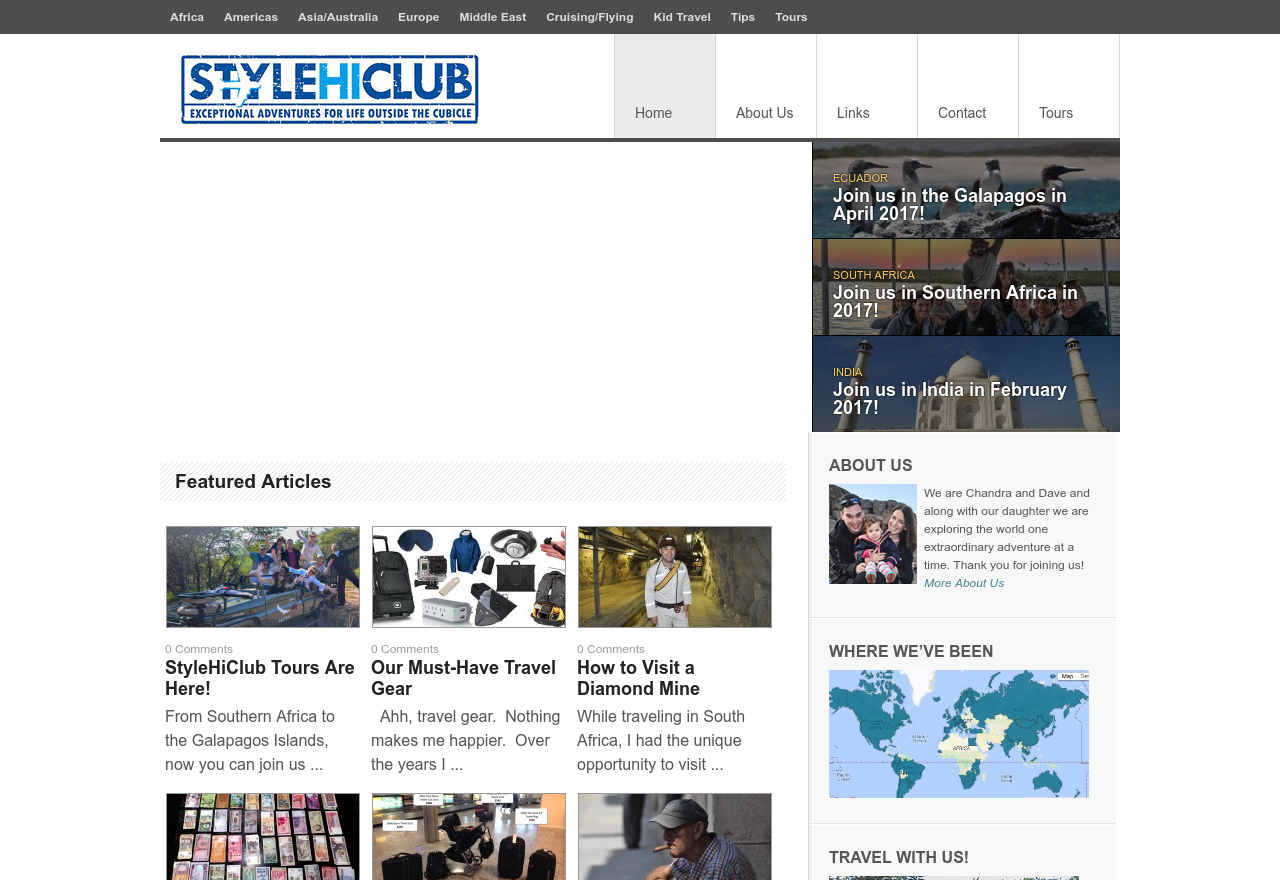 Africa
Americas
Asia/Australia
Europe
Middle East
Cruising/Flying
Kid Travel
Tips
Tours
STYLEHICLUB
EXCEPTIONAL ADVENTURES FOR LIFE OUTSIDE THE CUBICLE
Home
About Us
Links
Contact
Tours
ECUADOR
Join us in the Galapagos in
April 2017!
SOUTH AFRICA
Join us in Southern Africa in
2017!
INDIA
Join us in India in February
2017!
Featured Articles
0 Comments
StyleHiClub Tours Are
Here!
From Southern Africa to
the Galapagos Islands,
now you can join us ...
0 Comments
Our Must-Have Travel
Gear
Ahh, travel gear.  Nothing
makes me happier.  Over
the years I ...
0 Comments
How to Visit a
Diamond Mine
While traveling in South
Africa, I had the unique
opportunity to visit ...
ABOUT US
We are Chandra and Dave and
along with our daughter we are
exploring the world one
extraordinary adventure at a
time. Thank you for joining us!
More About Us
WHERE WE’VE BEEN
Map
AFRICA
TRAVEL WITH US!